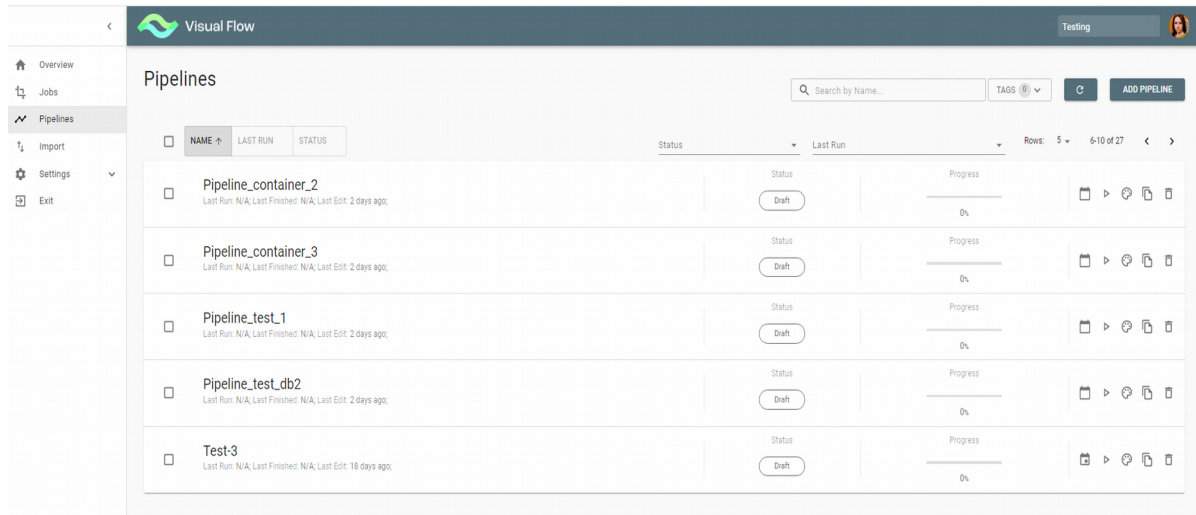 Visual Flow
Testing
Overview
Jobs
Pipelines
Import
Settings
Exit
Pipelines
Search by Name...
TAGS 0
ADD PIPELINE
NAME LAST RUN STATUS
Status
Last Run
Rows: 5
6-10 of 27
Pipeline_container_2
Last Run: N/A; Last Finished: N/A; Last Edit: 2 days ago;
Status
Draft
Progress
0%
Pipeline_container_3
Last Run: N/A; Last Finished: N/A; Last Edit: 2 days ago;
Status
Draft
Progress
0%
Pipeline_test_1
Last Run: N/A; Last Finished: N/A; Last Edit: 2 days ago;
Status
Draft
Progress
0%
Pipeline_test_db2
Last Run: N/A; Last Finished: N/A; Last Edit: 2 days ago;
Status
Draft
Progress
0%
Test-3
Last Run: N/A; Last Finished: N/A; Last Edit: 18 days ago;
Status
Draft
Progress
0%